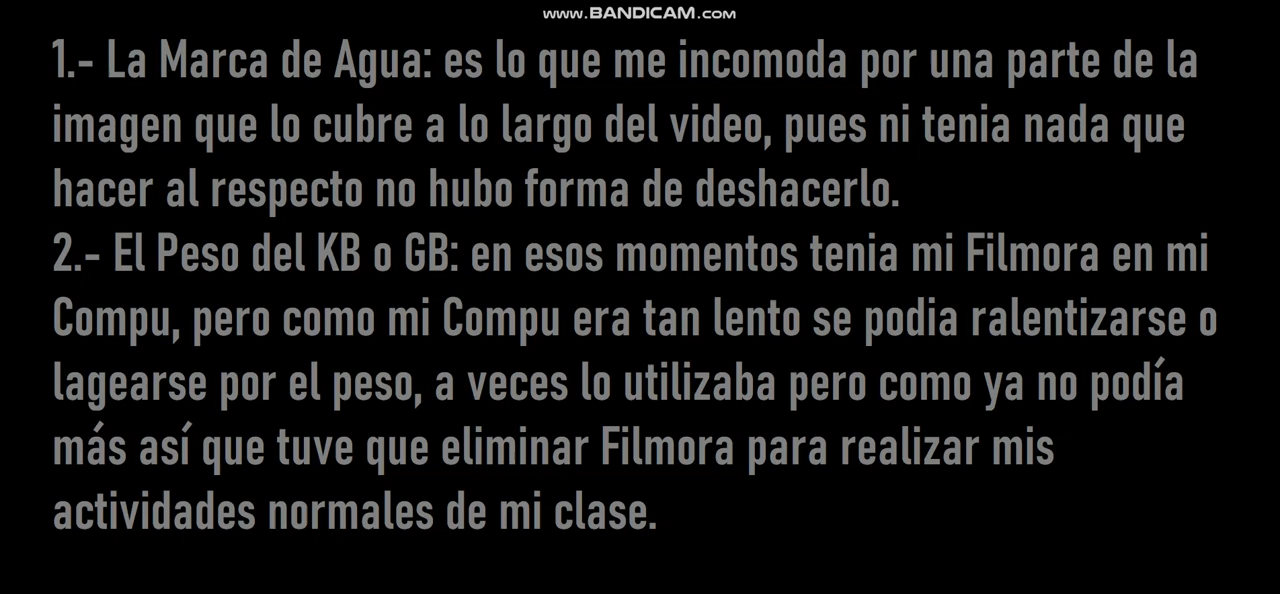 www.BANDICAM.com
1.- La Marca de Agua: es lo que me incomoda por una parte de la
imagen que lo cubre a lo largo del video, pues ni tenia nada que
hacer al respecto no hubo forma de deshacerlo.
2.- El Peso del KB o GB: en esos momentos tenia mi Filmora en mi
Compu, pero como mi Compu era tan lento se podia ralentizarse o
lagearse por el peso, a veces lo utilizaba pero como ya no podía
más así que tuve que eliminar Filmora para realizar mis
actividades normales de mi clase.